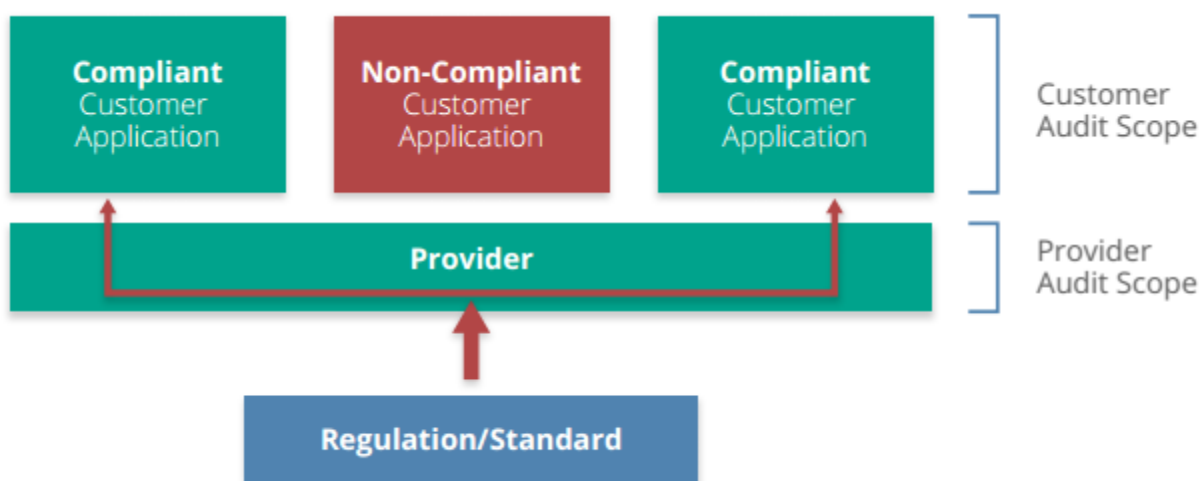 Compliant
Customer
Application
Non-Compliant
Customer
Application
Compliant
Customer
Application
Customer
Audit Scope
Provider
Provider
Audit Scope
Regulation/Standard